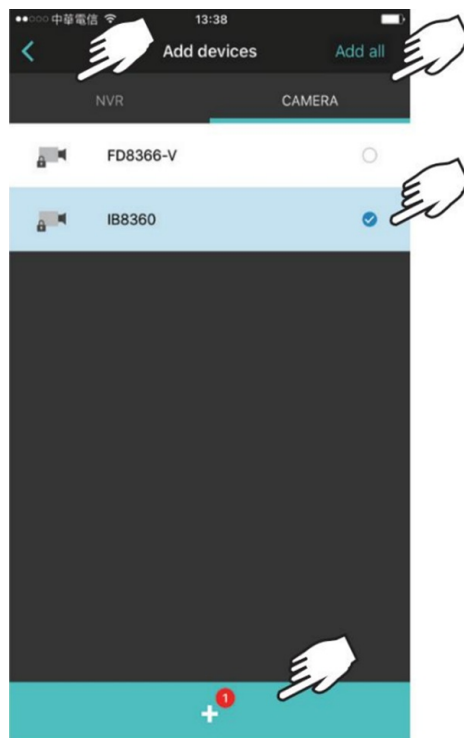 中華電信 13:38
Add devices Add all
NVR CAMERA
FD8366-V
IB8360
+ 1